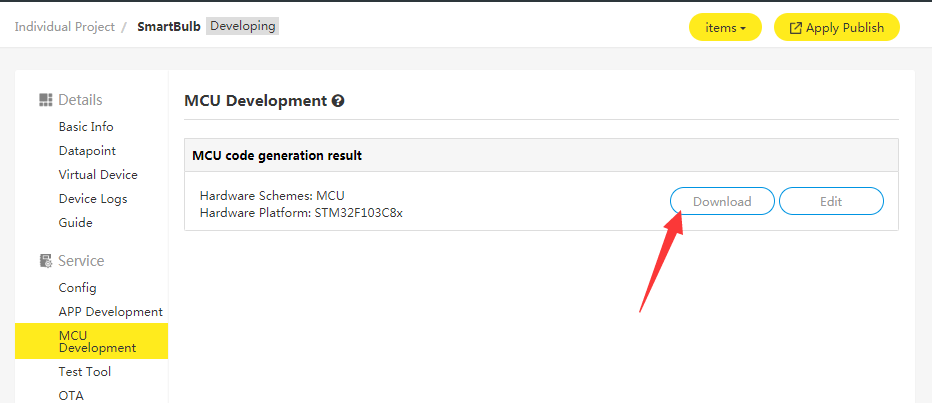 Individual Project / SmartBulb Developing
items
Apply Publish
Details
Basic Info
Datapoint
Virtual Device
Device Logs
Guide
Service
Config
APP Development
MCU
Development
Test Tool
OTA
MCU Development ?
MCU code generation result
Hardware Schemes: MCU
Hardware Platform: STM32F103C8x
Download
Edit